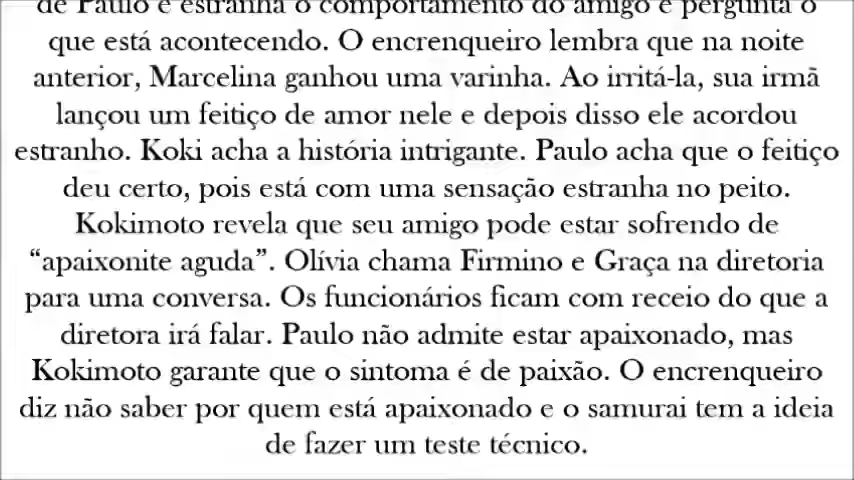 de Paulo e estranha o comportamento do amigo e pergunta o
que está acontecendo. O encrenqueiro lembra que na noite
anterior, Marcelina ganhou uma varinha. Ao irritá-la, sua irmã
lançou um feitiço de amor nele e depois disso ele acordou
estranho. Koki acha a história intrigante. Paulo acha que o feitiço
deu certo, pois está com uma sensação estranha no peito.
Kokimoto revela que seu amigo pode estar sofrendo de
“apaixonite aguda”. Olívia chama Firmino e Graça na diretoria
para uma conversa. Os funcionários ficam com receio do que a
diretora irá falar. Paulo não admite estar apaixonado, mas
Kokimoto garante que o sintoma é de paixão. O encrenqueiro
diz não saber por quem está apaixonado e o samurai tem a ideia
de fazer um teste técnico.